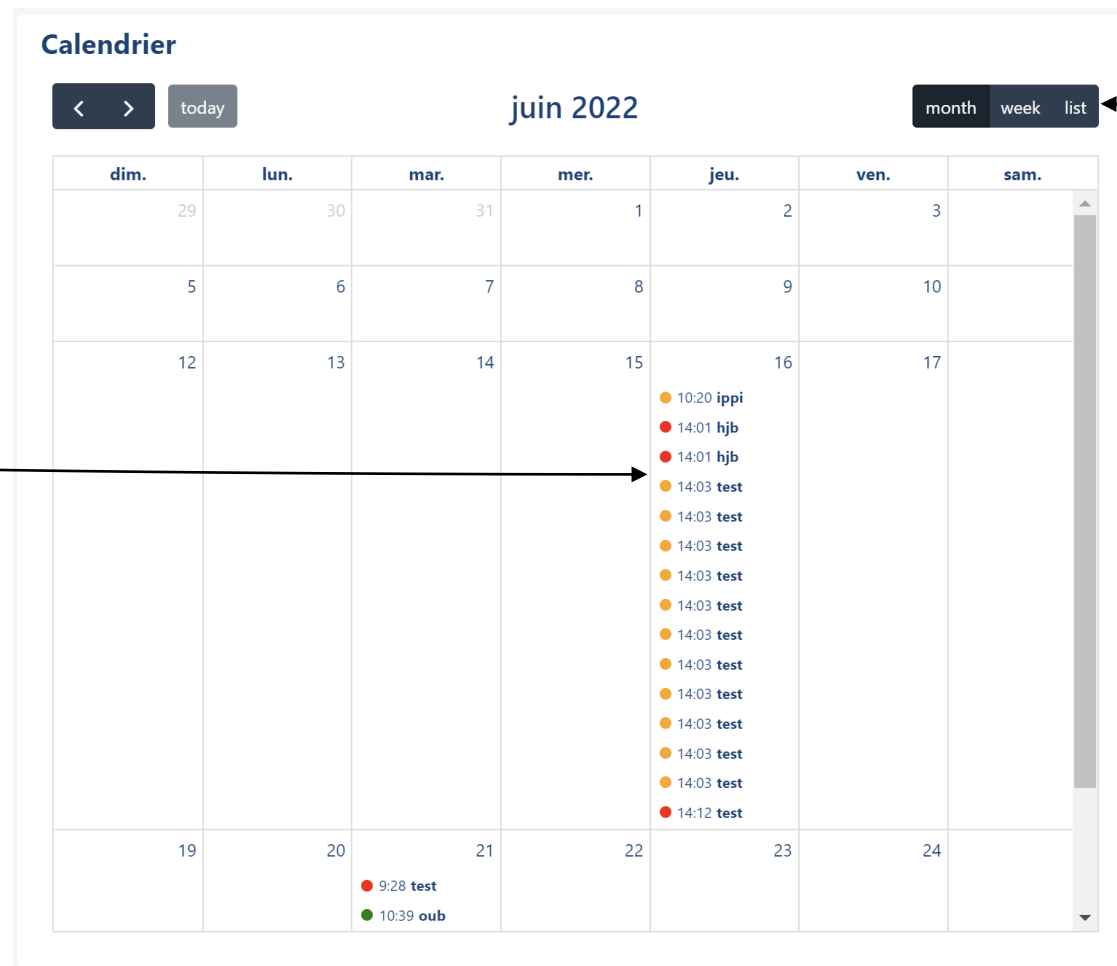 Calendrier
today juin 2022 month week list
dim. lun. mar. mer. jeu. ven. sam.
29 30 31 1 2 3
5 6 7 8 9 10
12 13 14 15 16 17
10:20 ippi
14:01 hjb
14:01 hjb
14:03 test
14:03 test
14:03 test
14:03 test
14:03 test
14:03 test
14:03 test
14:03 test
14:03 test
14:03 test
14:03 test
14:12 test
19 20 21 22 23 24
9:28 test
10:39 oub